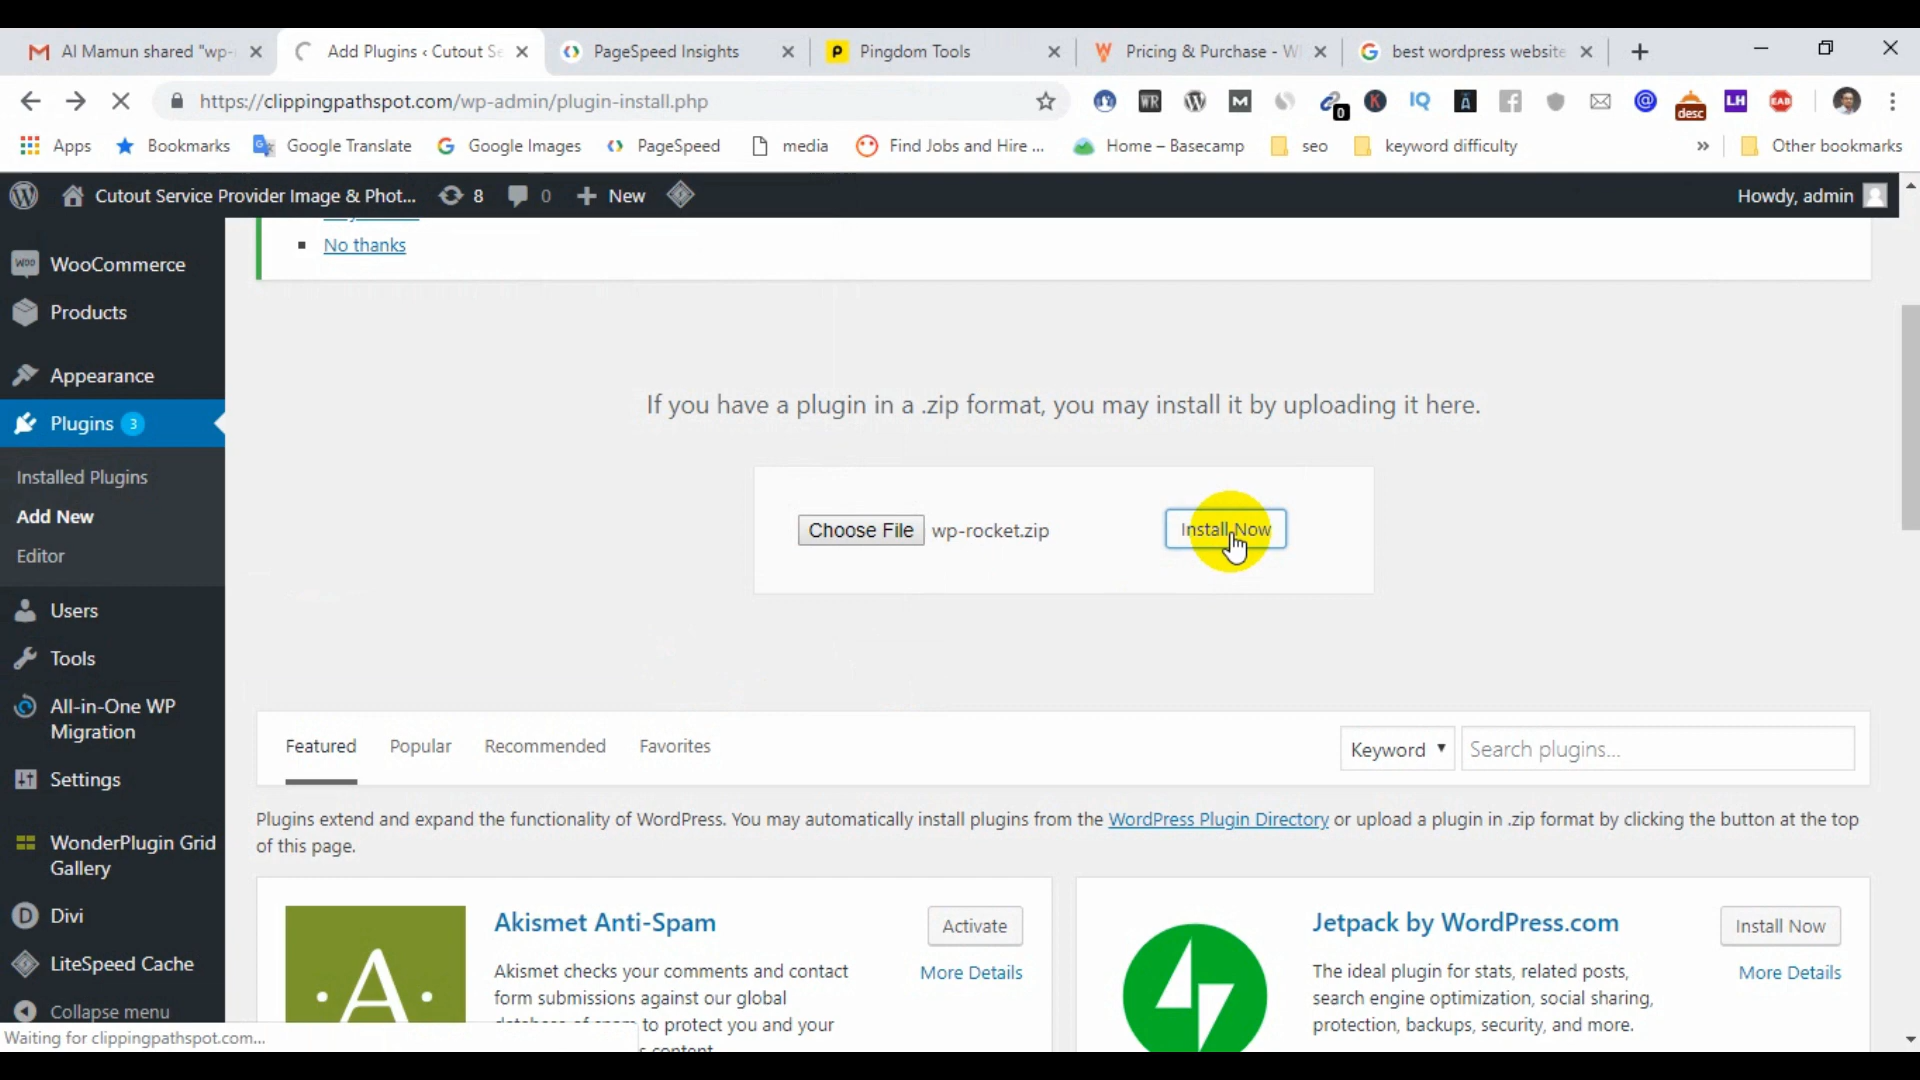 Al Mamun shared "wp-
Add Plugins ‹ Cutout Se
PageSpeed Insights
Pingdom Tools
Pricing & Purchase - W
best wordpress website
https://clippingpathspot.com/wp-admin/plugin-install.php
WR
M
0
K
IQ
desc
LH
EAB
Apps
Bookmarks
Google Translate
Google Images
PageSpeed
media
Find Jobs and Hire ...
Home – Basecamp
seo
keyword difficulty
»
Other bookmarks
Cutout Service Provider Image & Phot...
8
0
New
Howdy, admin
No thanks
WooCommerce
Products
Appearance
Plugins 3
Installed Plugins
Add New
Editor
Users
Tools
All-in-One WP
Migration
Settings
WonderPlugin Grid
Gallery
Divi
LiteSpeed Cache
Collapse menu
If you have a plugin in a .zip format, you may install it by uploading it here.
Choose File wp-rocket.zip
Install Now
Featured
Popular
Recommended
Favorites
Keyword
Search plugins...
Plugins extend and expand the functionality of WordPress. You may automatically install plugins from the WordPress Plugin Directory or upload a plugin in .zip format by clicking the button at the top
of this page.
A
Akismet Anti-Spam
Activate
More Details
Akismet checks your comments and contact
form submissions against our global
to protect you and your
content.
Jetpack by WordPress.com
Install Now
More Details
The ideal plugin for stats, related posts,
search engine optimization, social sharing,
protection, backups, security, and more.
Waiting for clippingpathspot.com...